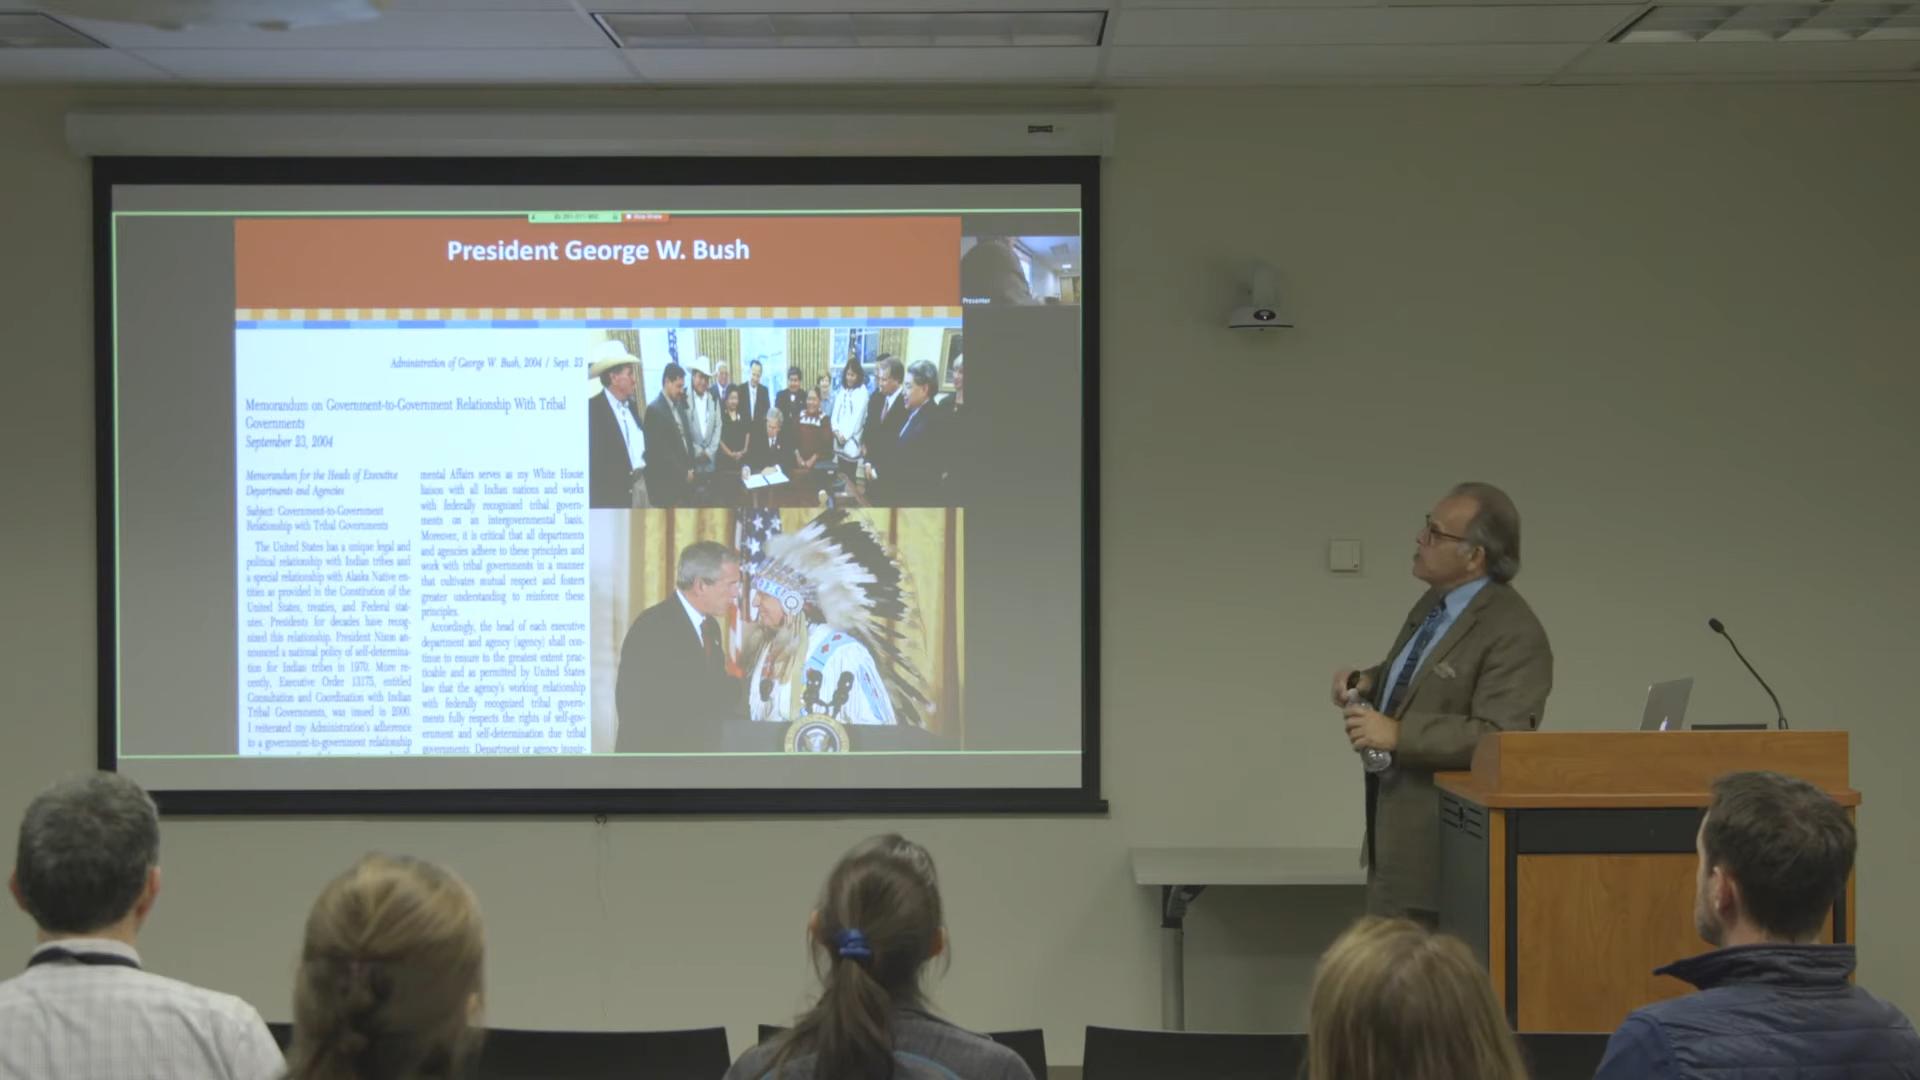 President George W. Bush
Presenter
Administration of George W. Bush, 2004 / Sept. 23
Memorandum on Government-to-Government Relationship With Tribal
Governments
September 23, 2004
Memorandum for the Heads of Executive
Departments and Agencies
Subject: Government-to-Government
Relationship with Tribal Governments
The United States has a unique legal and
political relationship with Indian tribes and
a special relationship with Alaska Native en-
tities as provided in the Constitution of the
United States, treaties, and Federal stat-
utes. Presidents for decades have recog-
nized this relationship. President Nixon an-
nounced a national policy of self-determina-
tion for Indian tribes in 1970. More re-
cently, Executive Order 13175, entitled
Consultation and Coordination with Indian
Tribal Governments, was issued in 2000.
I reiterated my Administration's adherence
to a government-to-government relationship
mental Affairs serves as my White House
liaison with all Indian nations and works
with federally recognized tribal govern-
ments on an intergovernmental basis.
Moreover, it is critical that all departments
and agencies adhere to these principles and
work with tribal governments in a manner
that cultivates mutual respect and fosters
greater understanding to reinforce these
principles.
Accordingly, the head of each executive
department and agency (agency) shall con-
tinue to ensure to the greatest extent prac-
ticable and as permitted by United States
law that the agency's working relationship
with federally recognized tribal govern-
ments fully respects the rights of self-gov-
ernment and self-determination due tribal
governments. Department or agency inquir-